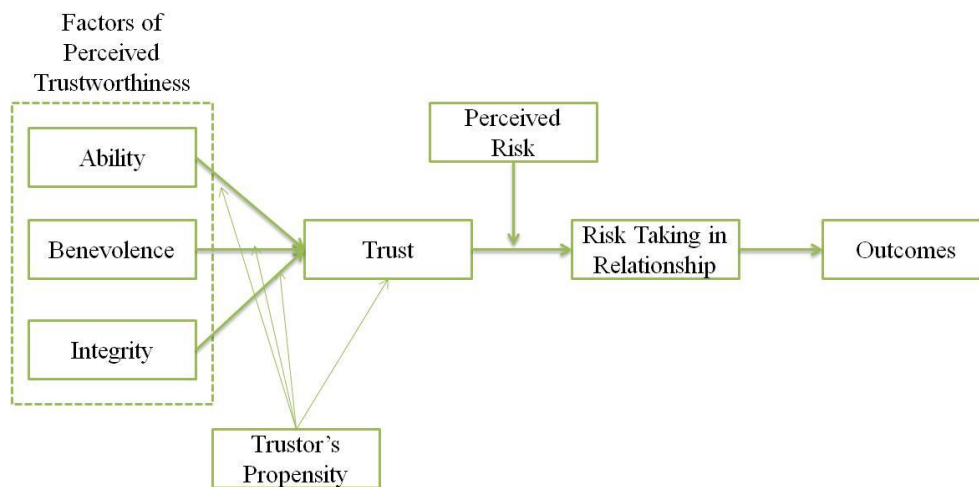 Factors of
Perceived
Trustworthiness
Ability
Benevolence
Integrity
Trust
Perceived
Risk
Risk Taking in
Relationship
Outcomes
Trustor’s
Propensity